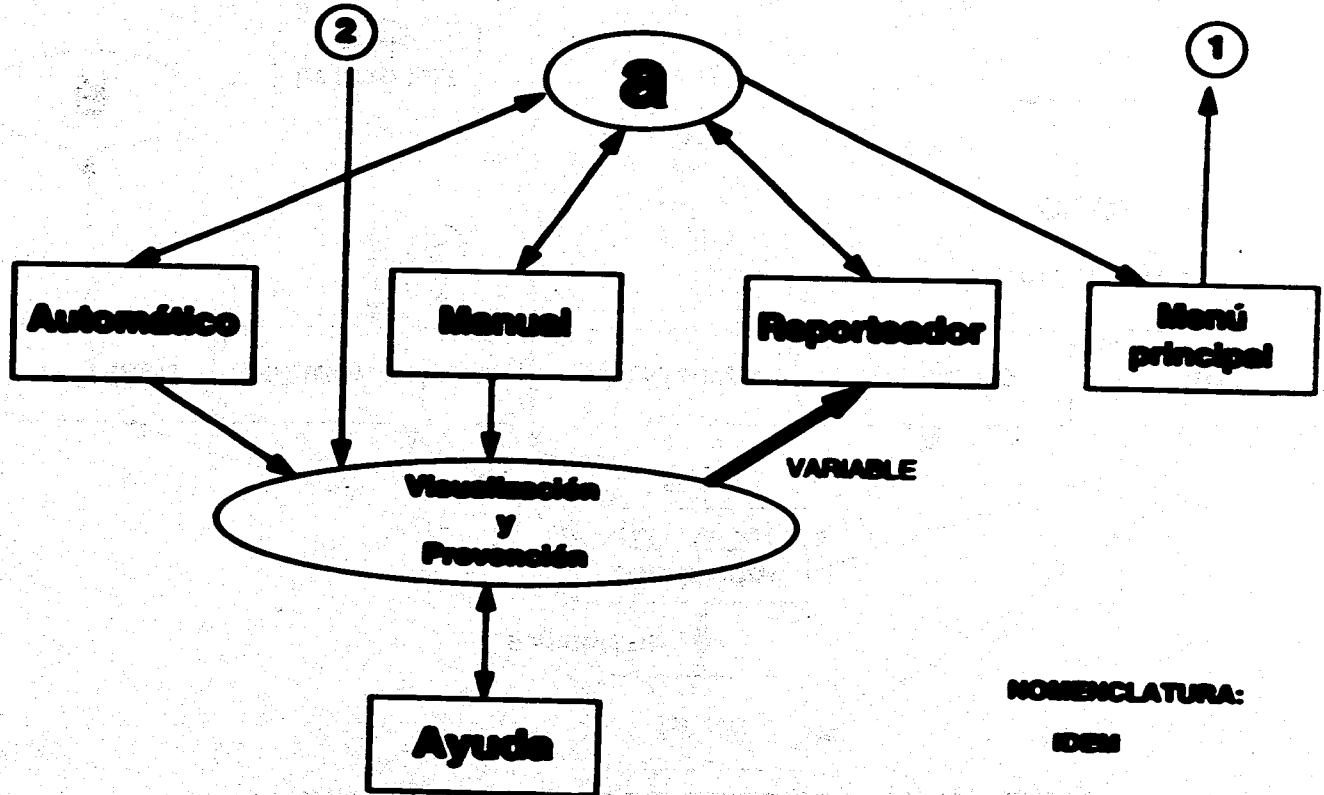 2
a
1
Automático
Manual
Reporteador
Menú
principal
VARIABLE
Visualización
y
Prevención
Ayuda
NOMENCLATURA:
IDEM